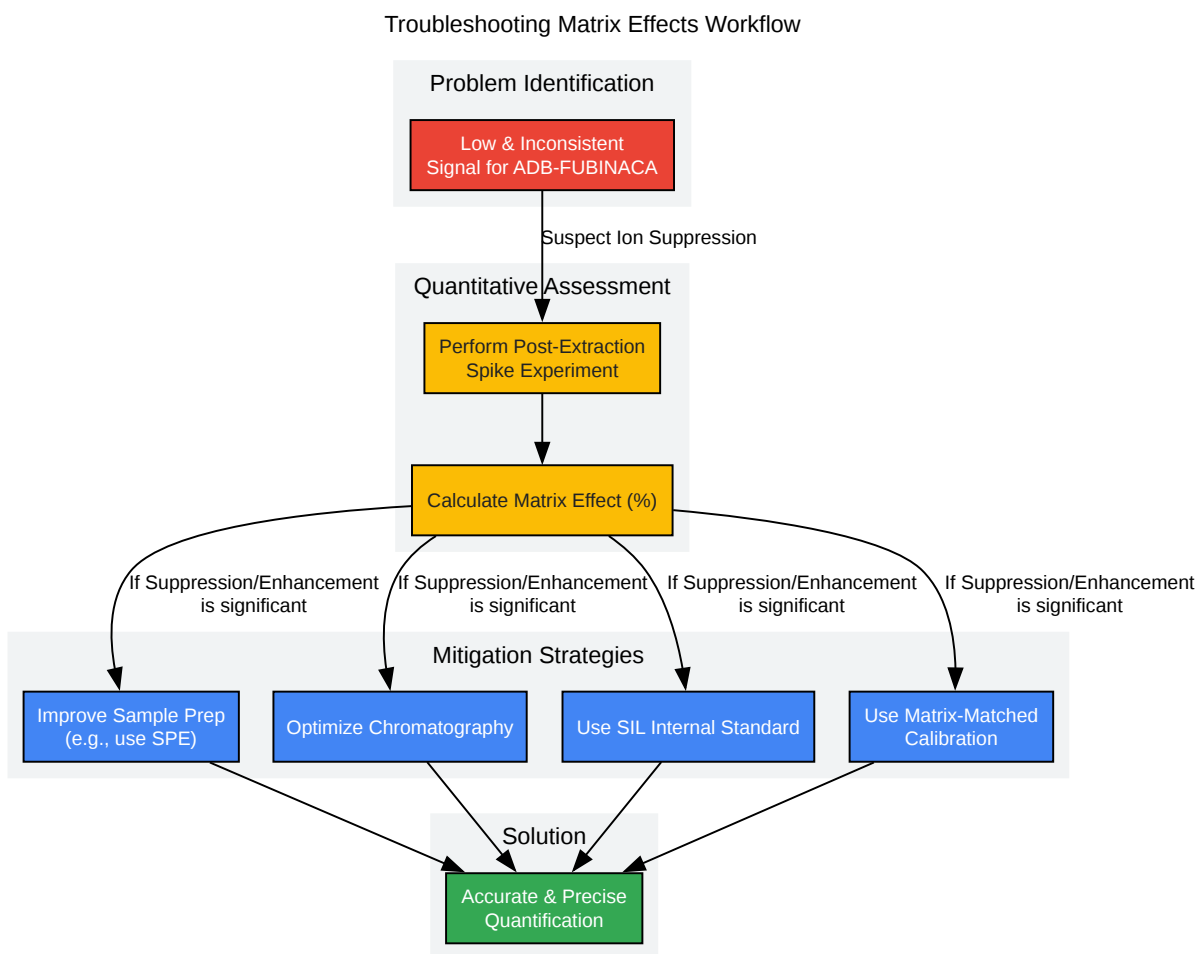 Troubleshooting Matrix Effects Workflow
Problem Identification
Low & Inconsistent
Signal for ADB-FUBINACA
Suspect Ion Suppression
Quantitative Assessment
Perform Post-Extraction
Spike Experiment
Calculate Matrix Effect (%)
If Suppression/Enhancement
is significant
If Suppression/Enhancement
is significant
If Suppression/Enhancement
is significant
If Suppression/Enhancement
is significant
Mitigation Strategies
Improve Sample Prep
(e.g., use SPE)
Optimize Chromatography
Use SIL Internal Standard
Use Matrix-Matched
Calibration
Solution
Accurate & Precise
Quantification